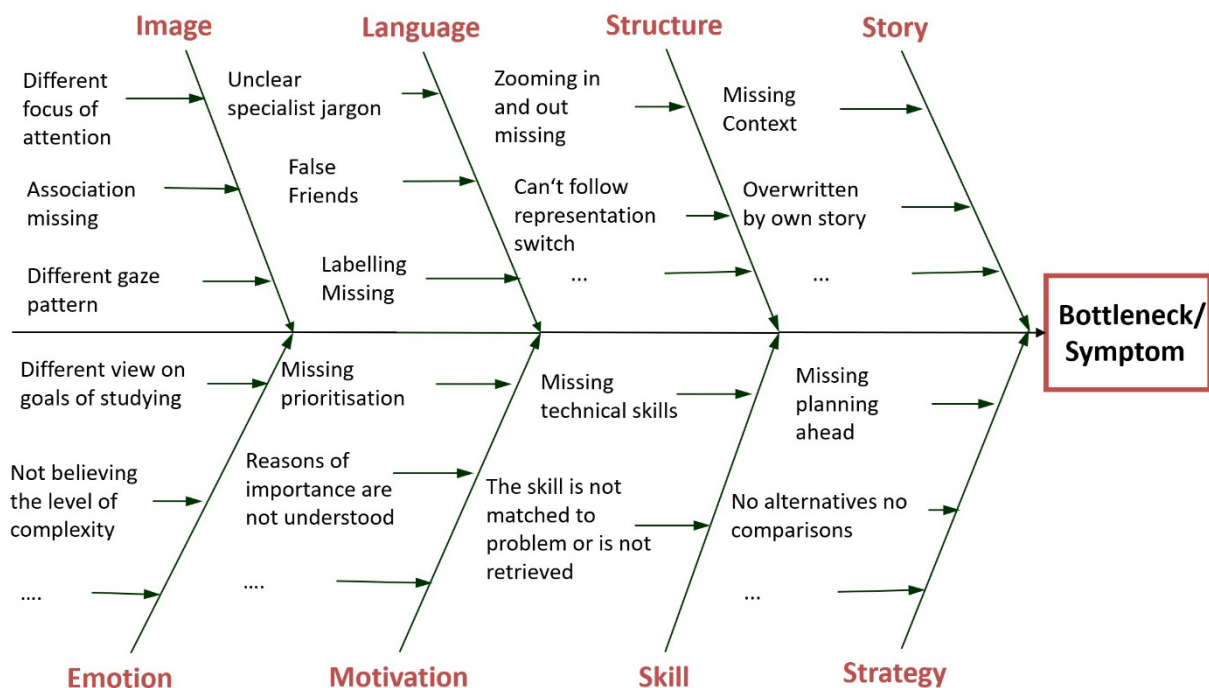 Image
Language
Structure
Story
Different
focus of
attention
Unclear
specialist jargon
Zooming in
and out
missing
Missing
Context
Association
missing
False
Friends
Can‘t follow
representation
switch
Overwritten
by own story
Different gaze
pattern
Labelling
Missing
...
...
Bottleneck/
Symptom
Different view on
goals of studying
Missing
prioritisation
Missing
technical skills
Missing
planning
ahead
Not believing
the level of
complexity
Reasons of
importance are
not understood
The skill is not
matched to
problem or is not
retrieved
No alternatives no
comparisons
....
....
...
Emotion
Motivation
Skill
Strategy